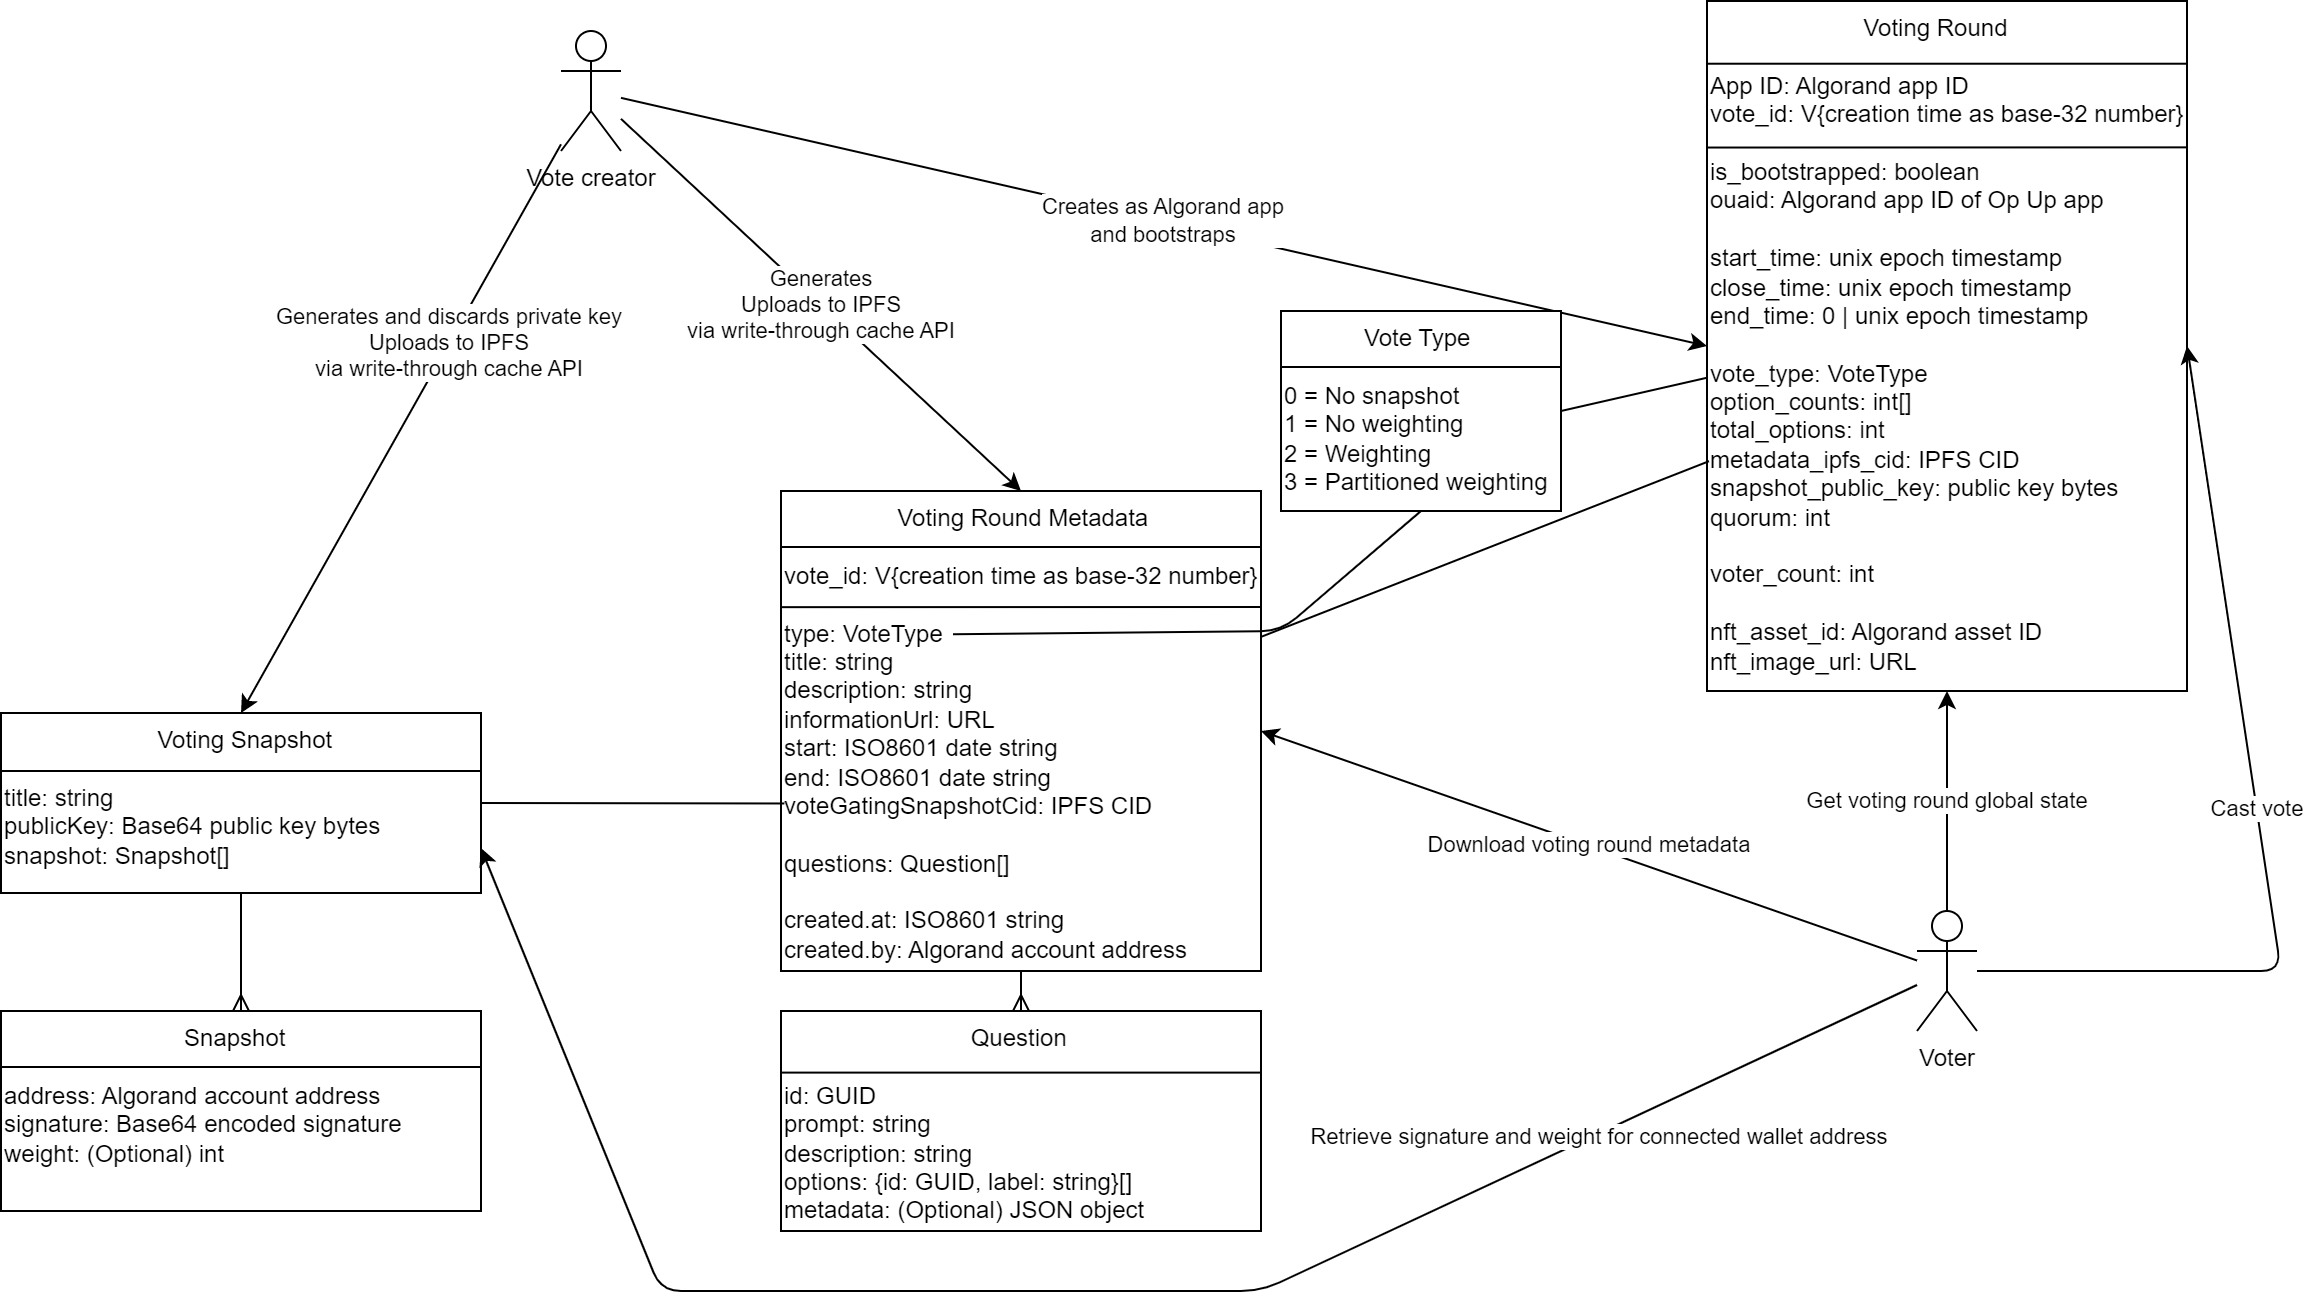 Vote creator
Creates as Algorand app
and bootstraps
Generates
Uploads to IPFS
via write-through cache API
Generates and discards private key
Uploads to IPFS
via write-through cache API
Voting Round
App ID: Algorand app ID
vote_id: V{creation time as base-32 number}
is_bootstrapped: boolean
ouaid: Algorand app ID of Op Up app
start_time: unix epoch timestamp
close_time: unix epoch timestamp
end_time: 0 | unix epoch timestamp
vote_type: VoteType
option_counts: int[]
total_options: int
metadata_ipfs_cid: IPFS CID
snapshot_public_key: public key bytes
quorum: int
voter_count: int
nft_asset_id: Algorand asset ID
nft_image_url: URL
Vote Type
0 = No snapshot
1 = No weighting
2 = Weighting
3 = Partitioned weighting
Voting Round Metadata
vote_id: V{creation time as base-32 number}
type: VoteType
title: string
description: string
informationUrl: URL
start: ISO8601 date string
end: ISO8601 date string
voteGatingSnapshotCid: IPFS CID
questions: Question[]
created.at: ISO8601 string
created.by: Algorand account address
Voting Snapshot
title: string
publicKey: Base64 public key bytes
snapshot: Snapshot[]
Snapshot
address: Algorand account address
signature: Base64 encoded signature
weight: (Optional) int
Question
id: GUID
prompt: string
description: string
options: {id: GUID, label: string}[]
metadata: (Optional) JSON object
Get voting round global state
Cast vote
Download voting round metadata
Voter
Retrieve signature and weight for connected wallet address